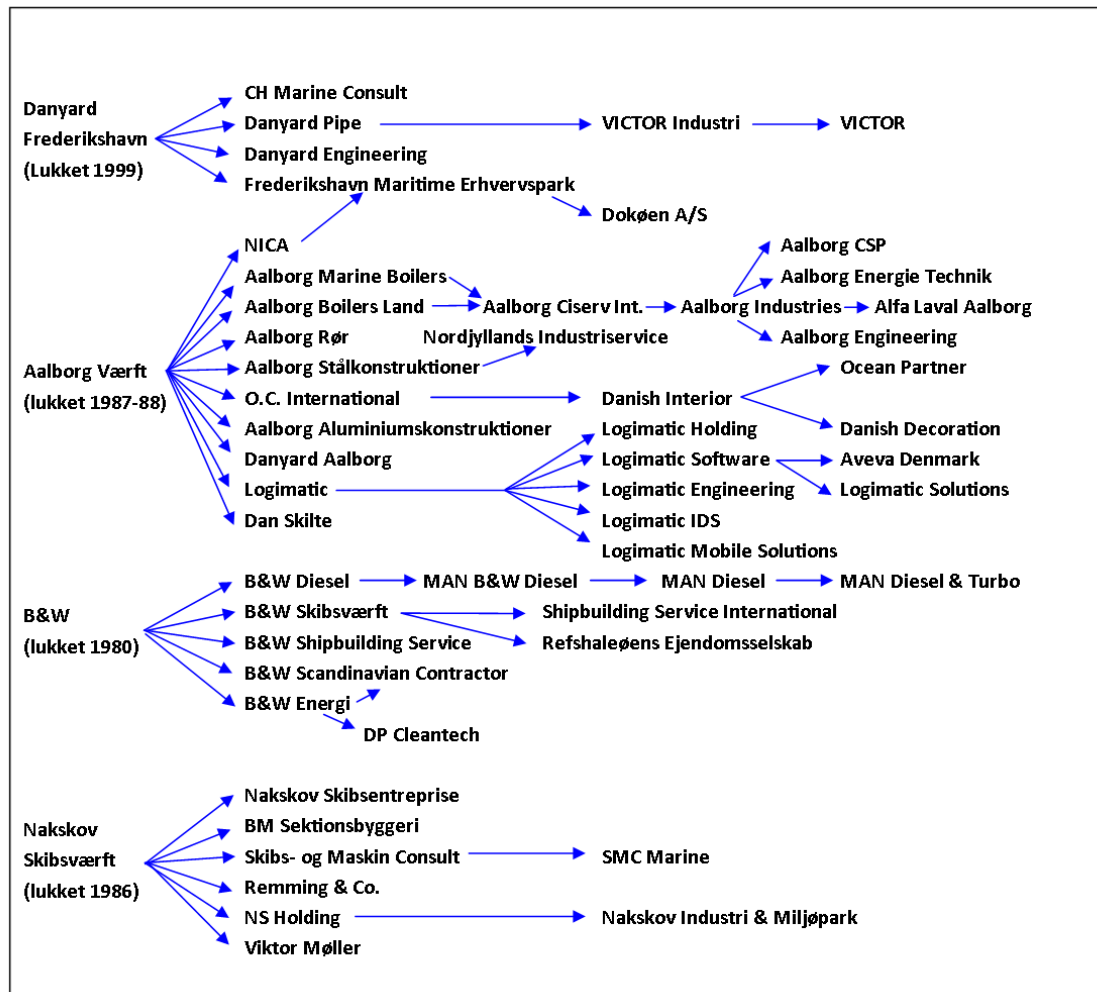 CH Marine Consult
Danyard
Frederikshavn
(Lukket 1999)
Danyard Pipe
VICTOR Industri
VICTOR
Danyard Engineering
Frederikshavn Maritime Erhvervspark
Dokøen A/S
NICA
Aalborg CSP
Aalborg Marine Boilers
Aalborg Energie Technik
Aalborg Boilers Land
Aalborg Ciserv Int.
Aalborg Industries
Alfa Laval Aalborg
Aalborg Rør
Nordjyllands Industriservice
Aalborg Engineering
Aalborg Værft
(lukket 1987-88)
Aalborg Stålkonstruktioner
Ocean Partner
O.C. International
Danish Interior
Aalborg Aluminiumskonstruktioner
Logimatic Holding
Danish Decoration
Danyard Aalborg
Logimatic Software
Aveva Denmark
Logimatic
Logimatic Engineering
Logimatic Solutions
Dan Skilte
Logimatic IDS
Logimatic Mobile Solutions
B&W Diesel
MAN B&W Diesel
MAN Diesel
MAN Diesel & Turbo
B&W
(lukket 1980)
B&W Skibsværft
Shipbuilding Service International
B&W Shipbuilding Service
Refshaleøens Ejendomsselskab
B&W Scandinavian Contractor
B&W Energi
DP Cleantech
Nakskov Skibsentreprise
Nakskov
Skibsværft
(lukket 1986)
BM Sektionsbyggeri
Skibs- og Maskin Consult
SMC Marine
Remming & Co.
NS Holding
Nakskov Industri & Miljøpark
Viktor Møller